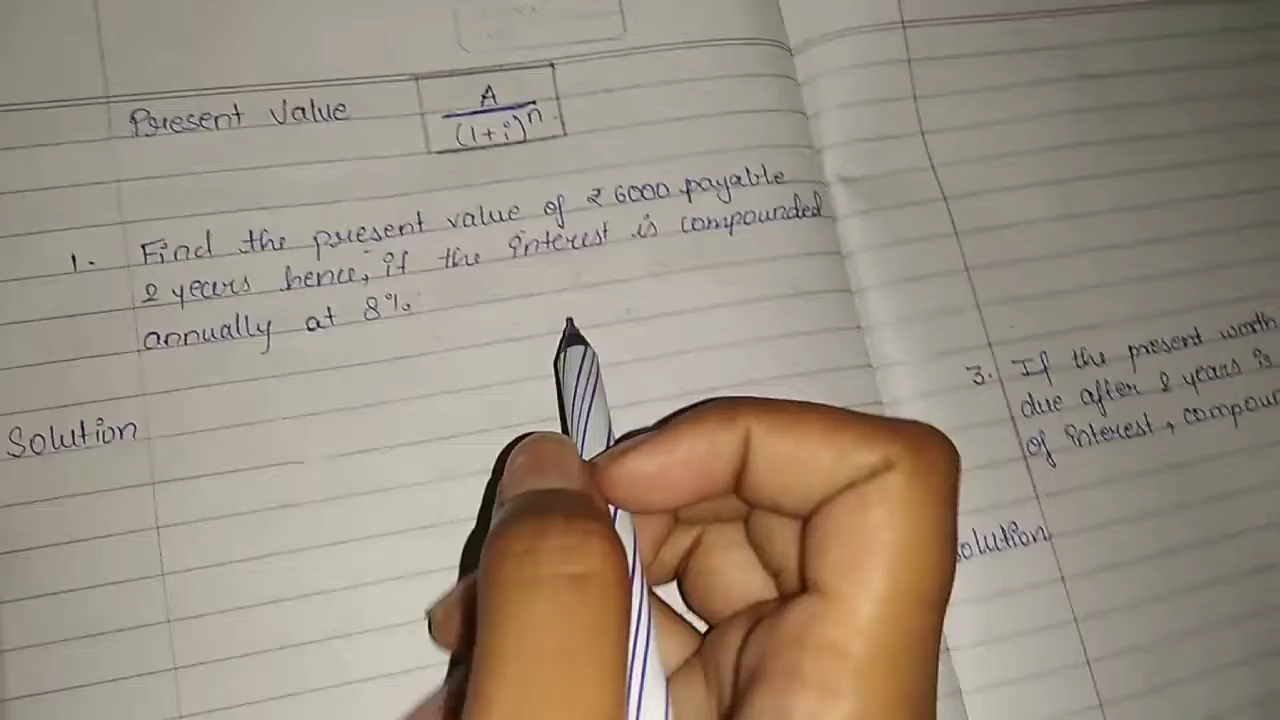 Present Value
A
(1+i)^n
1. Find the present value of ₹ 6000 payable
2 years hence, if the interest is compounded
annually at 8%.
Solution
3. If the present worth
due after 2 years is
of interest, compoun
Solution